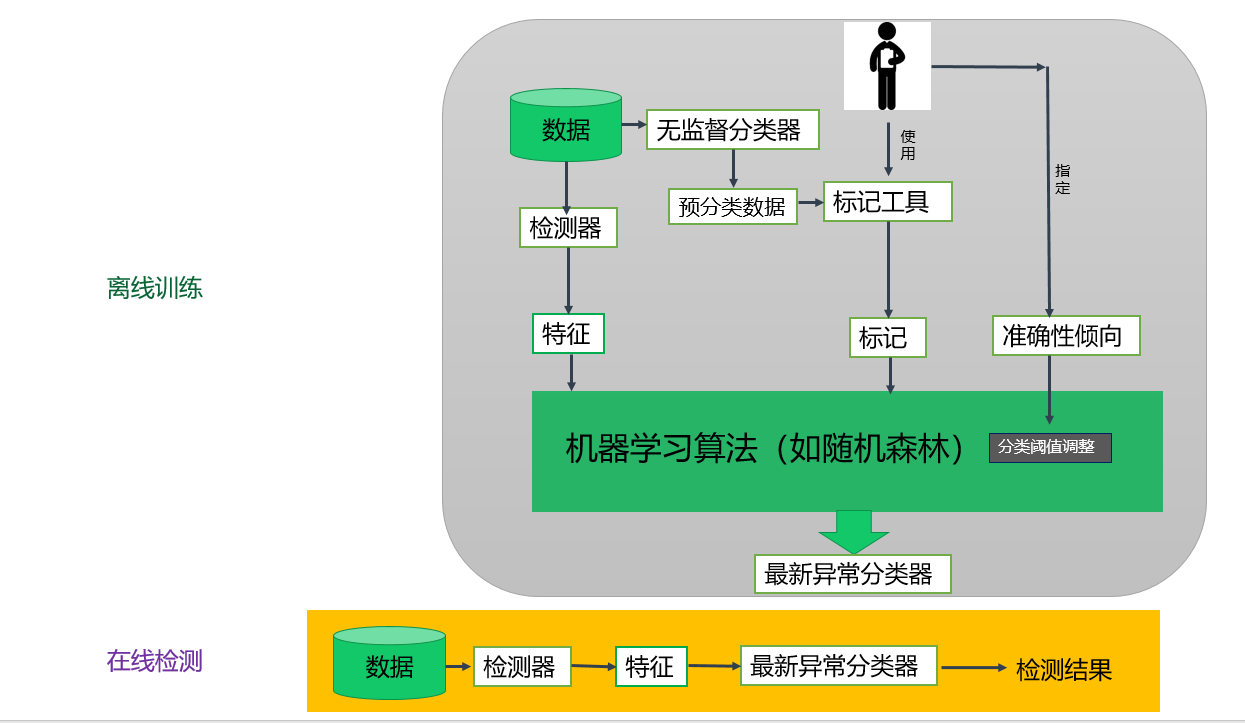 数据
无监督分类器
使用
指定
预分类数据
标记工具
检测器
离线训练
特征
标记
准确性倾向
机器学习算法（如随机森林）
分类阈值调整
最新异常分类器
在线检测
数据
检测器
特征
最新异常分类器
检测结果